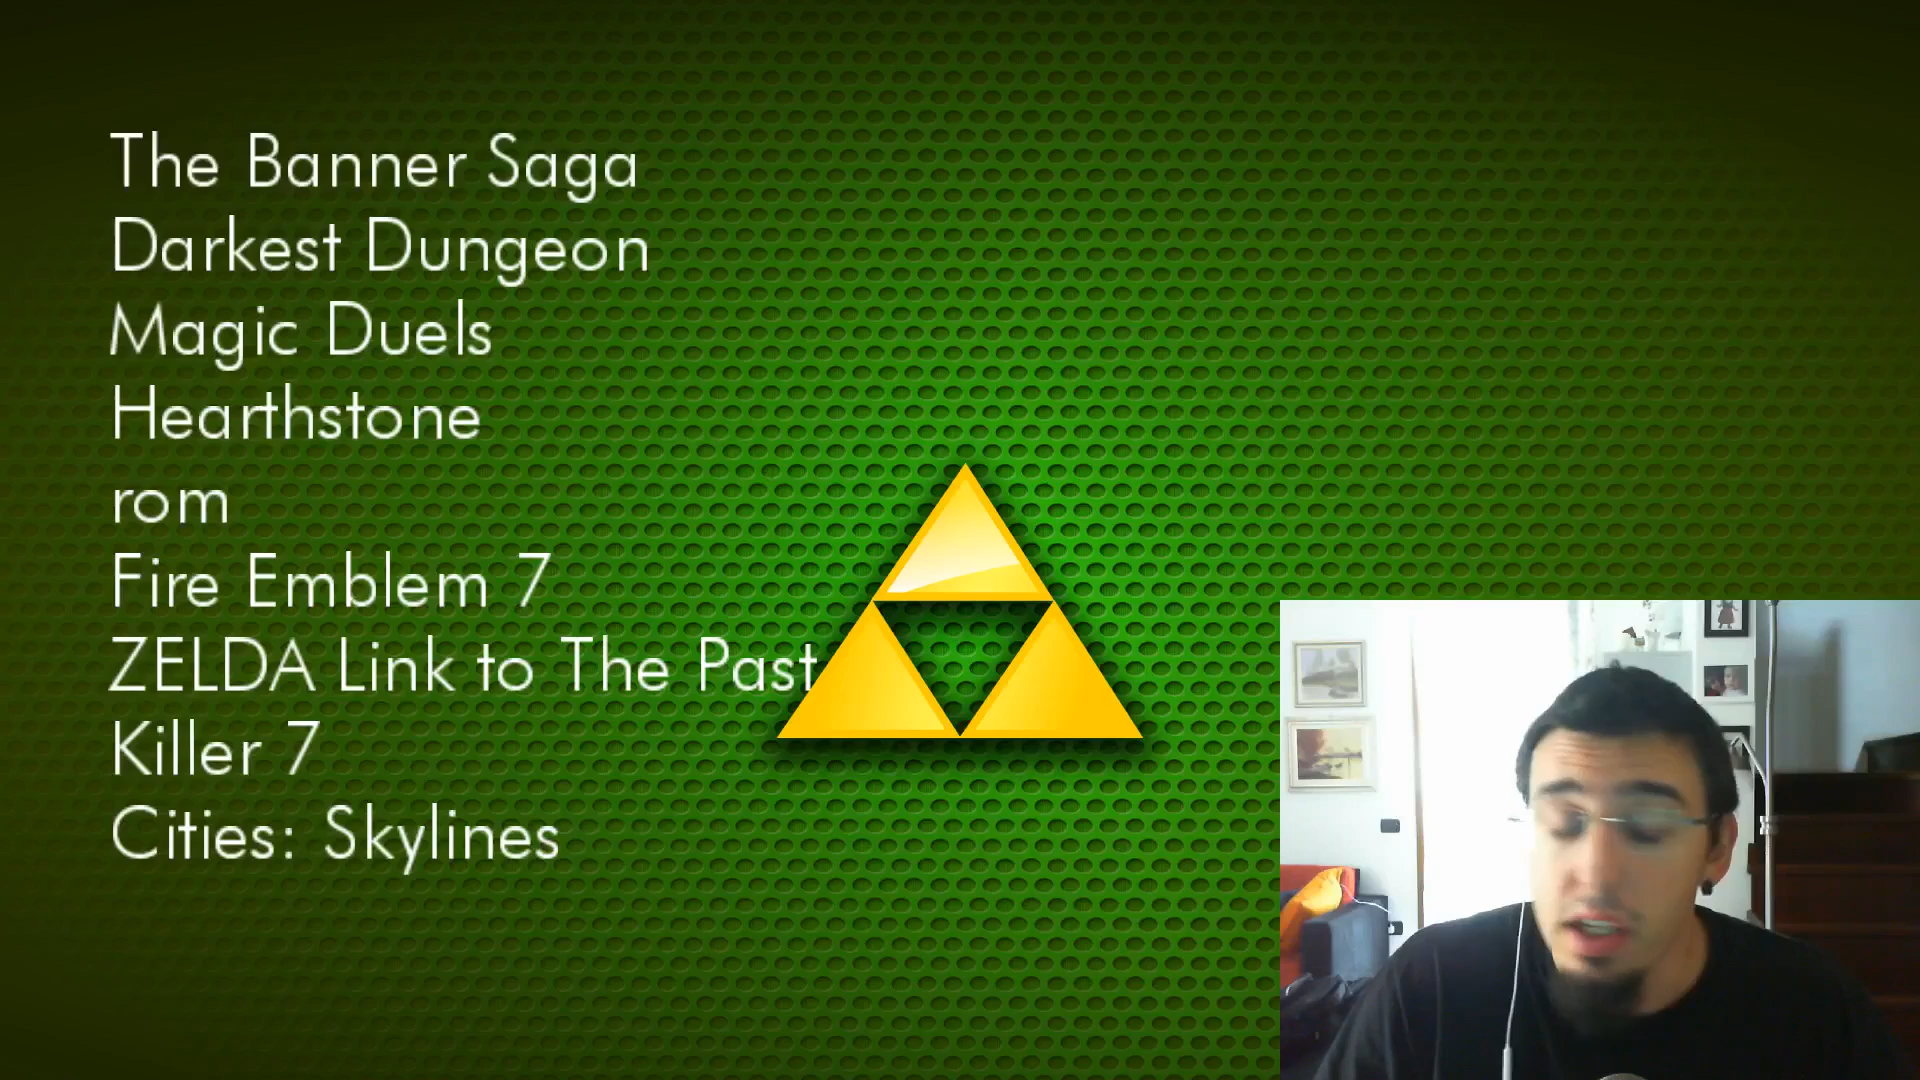 The Banner Saga
Darkest Dungeon
Magic Duels
Hearthstone
rom
Fire Emblem 7
ZELDA Link to The Past
Killer 7
Cities: Skylines